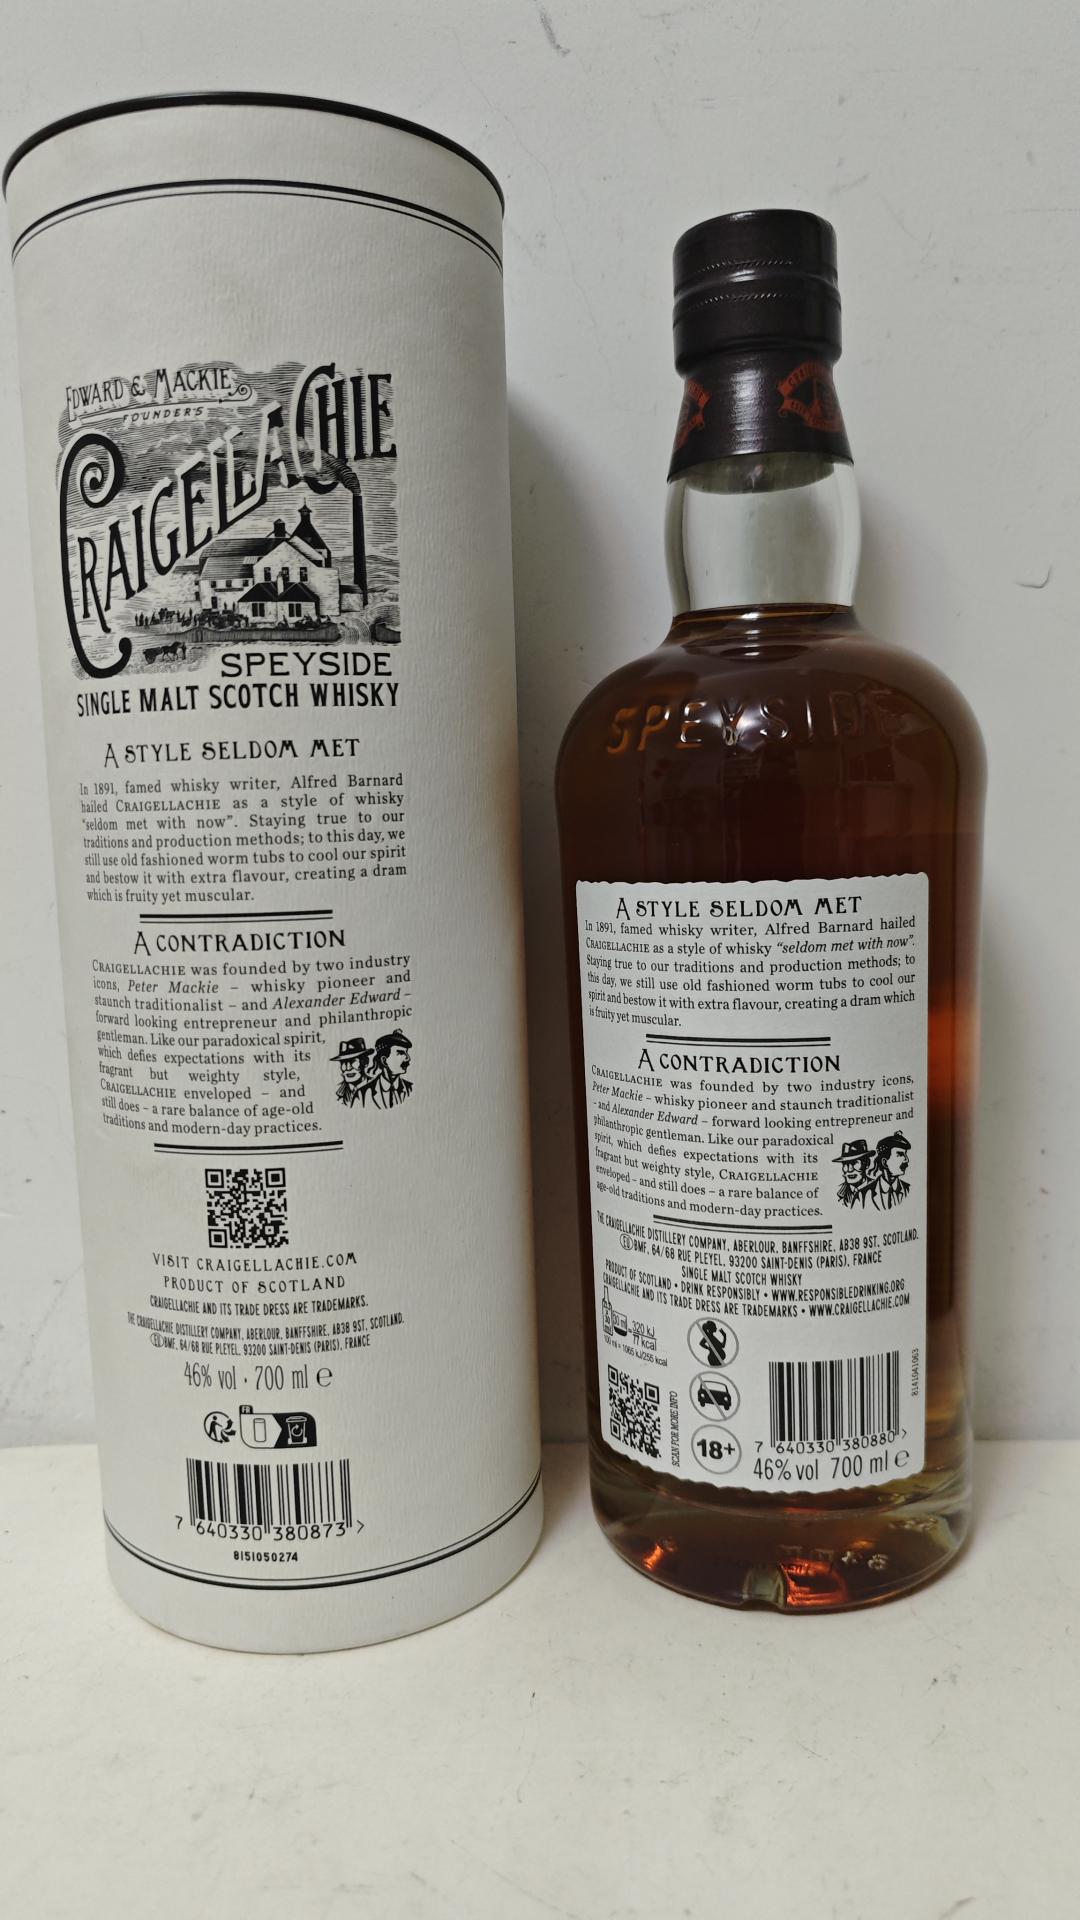 EDWARD & MACKIE
FOUNDERS
CRAIGELLACHIE
SPEYSIDE
SINGLE MALT SCOTCH WHISKY
A STYLE SELDOM MET
In 1891, famed whisky writer, Alfred Barnard
hailed CRAIGELLACHIE as a style of whisky
"seldom met with now". Staying true to our
traditions and production methods; to this day, we
still use old fashioned worm tubs to cool our spirit
and bestow it with extra flavour, creating a dram
which is fruity yet muscular.
A CONTRADICTION
CRAIGELLACHIE was founded by two industry
icons, Peter Mackie – whisky pioneer and
staunch traditionalist – and Alexander Edward –
forward looking entrepreneur and philanthropic
gentleman. Like our paradoxical spirit,
which defies expectations with its
fragrant but weighty style,
CRAIGELLACHIE enveloped – and
still does – a rare balance of age-old
traditions and modern-day practices.
VISIT CRAIGELLACHIE.COM
PRODUCT OF SCOTLAND
CRAIGELLACHIE AND ITS TRADE DRESS ARE TRADEMARKS.
THE CRAIGELLACHIE DISTILLERY COMPANY, ABERLOUR, BANFFSHIRE, AB38 9ST, SCOTLAND.
EU BMF, 64/68 RUE PLEYEL, 93200 SAINT-DENIS (PARIS), FRANCE
46% vol · 700 ml ℮
FR
7 640330 380873 >
8151050274
SPEYSIDE
A STYLE SELDOM MET
In 1891, famed whisky writer, Alfred Barnard hailed
CRAIGELLACHIE as a style of whisky "seldom met with now".
Staying true to our traditions and production methods; to
this day, we still use old fashioned worm tubs to cool our
spirit and bestow it with extra flavour, creating a dram which
is fruity yet muscular.
A CONTRADICTION
CRAIGELLACHIE was founded by two industry icons,
Peter Mackie – whisky pioneer and staunch traditionalist
– and Alexander Edward – forward looking entrepreneur and
philanthropic gentleman. Like our paradoxical
spirit, which defies expectations with its
fragrant but weighty style, CRAIGELLACHIE
enveloped – and still does – a rare balance of
age-old traditions and modern-day practices.
THE CRAIGELLACHIE DISTILLERY COMPANY, ABERLOUR, BANFFSHIRE, AB38 9ST, SCOTLAND.
EU BMF, 64/68 RUE PLEYEL, 93200 SAINT-DENIS (PARIS), FRANCE
SINGLE MALT SCOTCH WHISKY
PRODUCT OF SCOTLAND • DRINK RESPONSIBLY • WWW.RESPONSIBLEDRINKING.ORG
CRAIGELLACHIE AND ITS TRADE DRESS ARE TRADEMARKS • WWW.CRAIGELLACHIE.COM
30 ml = 320 kJ
77 kcal
100 ml = 1065 kJ/255 kcal
SCAN FOR MORE INFO
18+
8141041063
7 640330 380880 >
46% vol 700 ml ℮